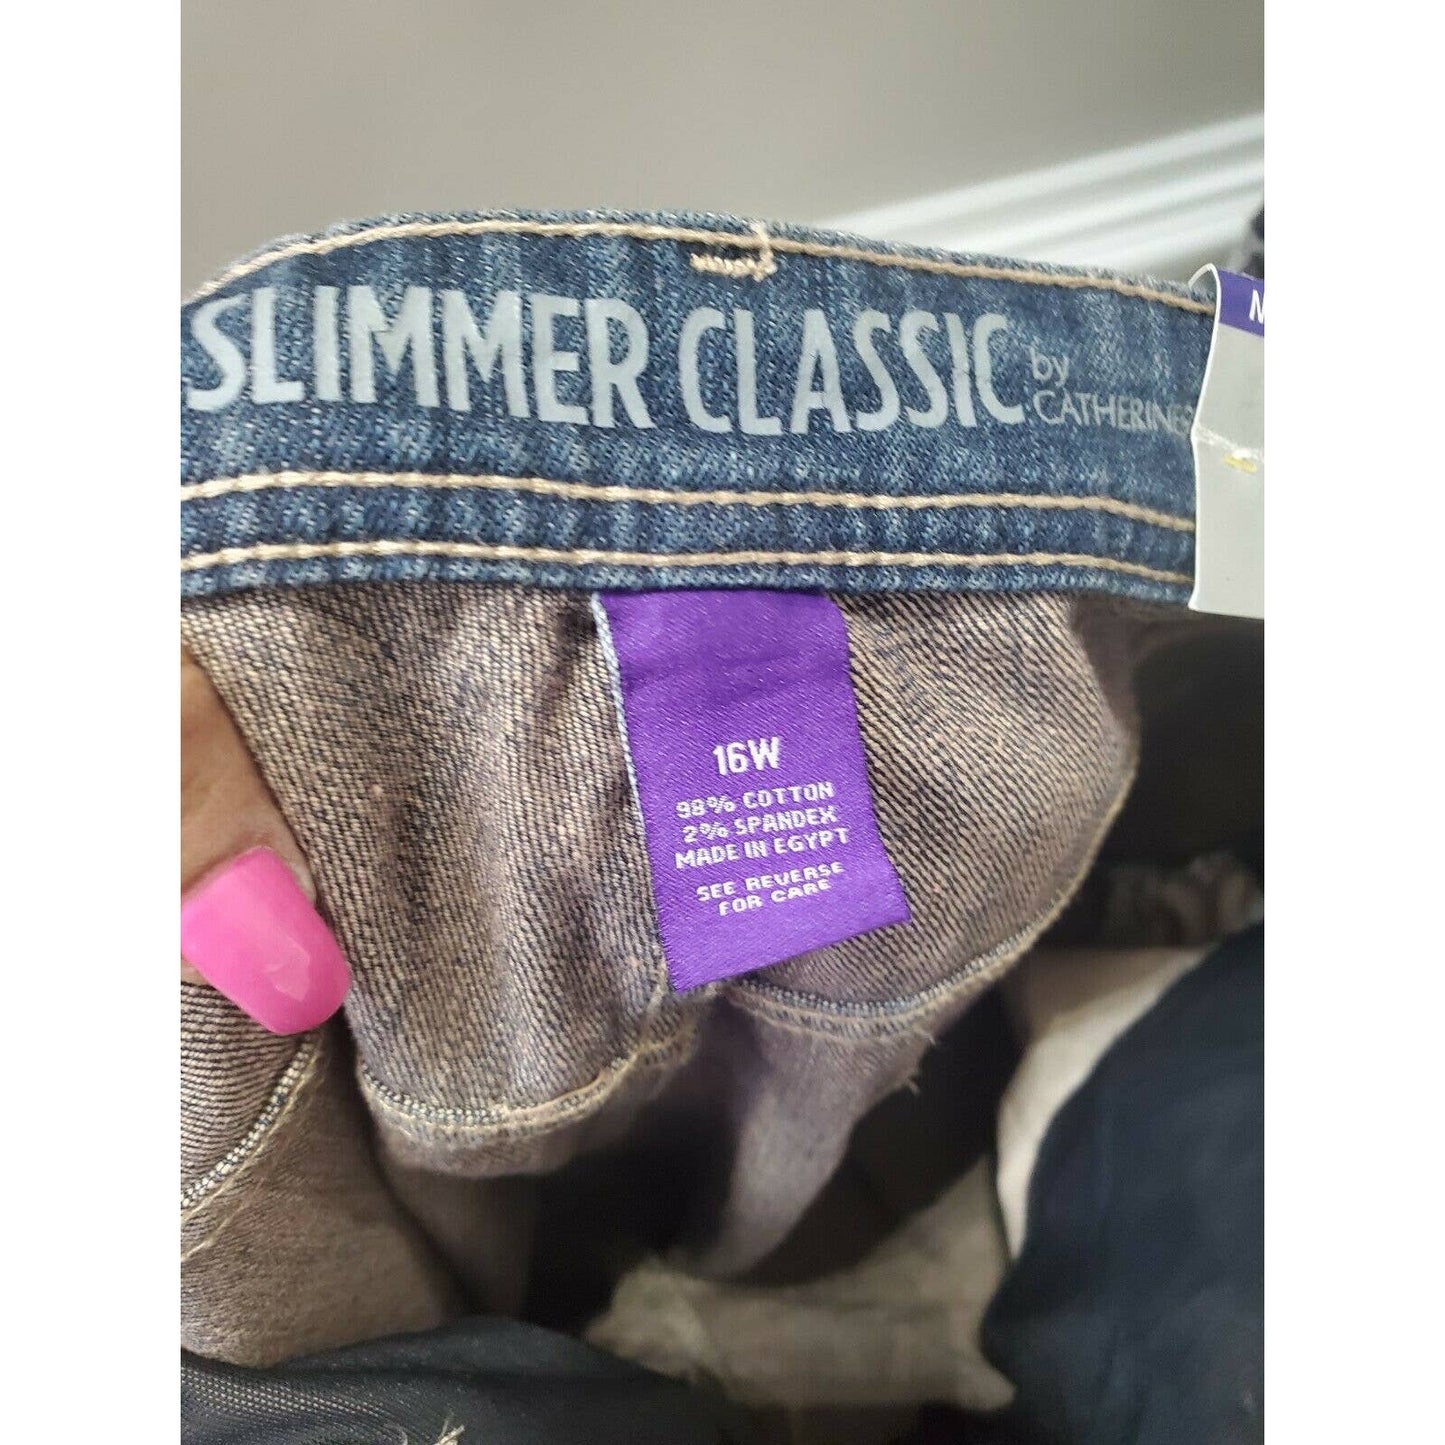 SLIMMER CLASSIC by CATHERINES
16W
98% COTTON
2% SPANDEX
MADE IN EGYPT
SEE REVERSE
FOR CARE